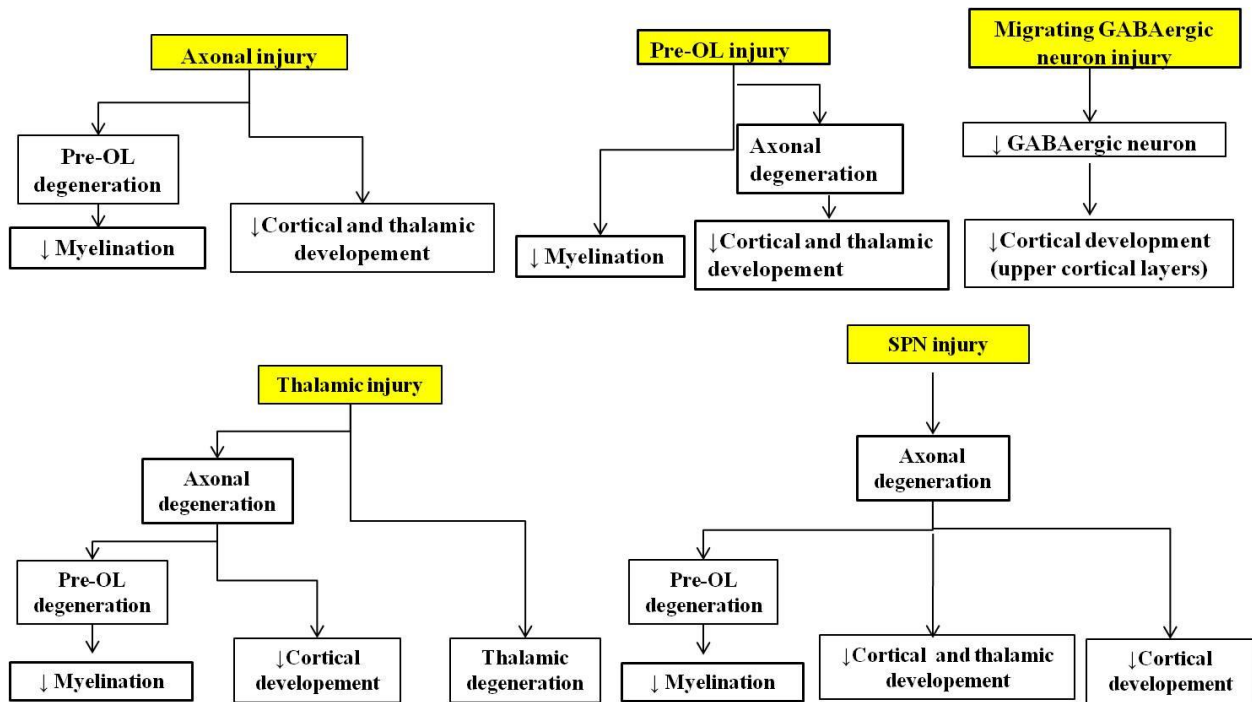 Axonal injury
Pre-OL
degeneration
↓ Myelination
↓Cortical and thalamic
developement
Pre-OL injury
Axonal
degeneration
↓ Myelination
↓Cortical and thalamic
developement
Migrating GABAergic
neuron injury
↓ GABAergic neuron
↓Cortical development
(upper cortical layers)
Thalamic injury
Axonal
degeneration
Pre-OL
degeneration
↓ Myelination
↓Cortical
developement
Thalamic
degeneration
SPN injury
Axonal
degeneration
Pre-OL
degeneration
↓ Myelination
↓Cortical and thalamic
developement
↓Cortical
developement